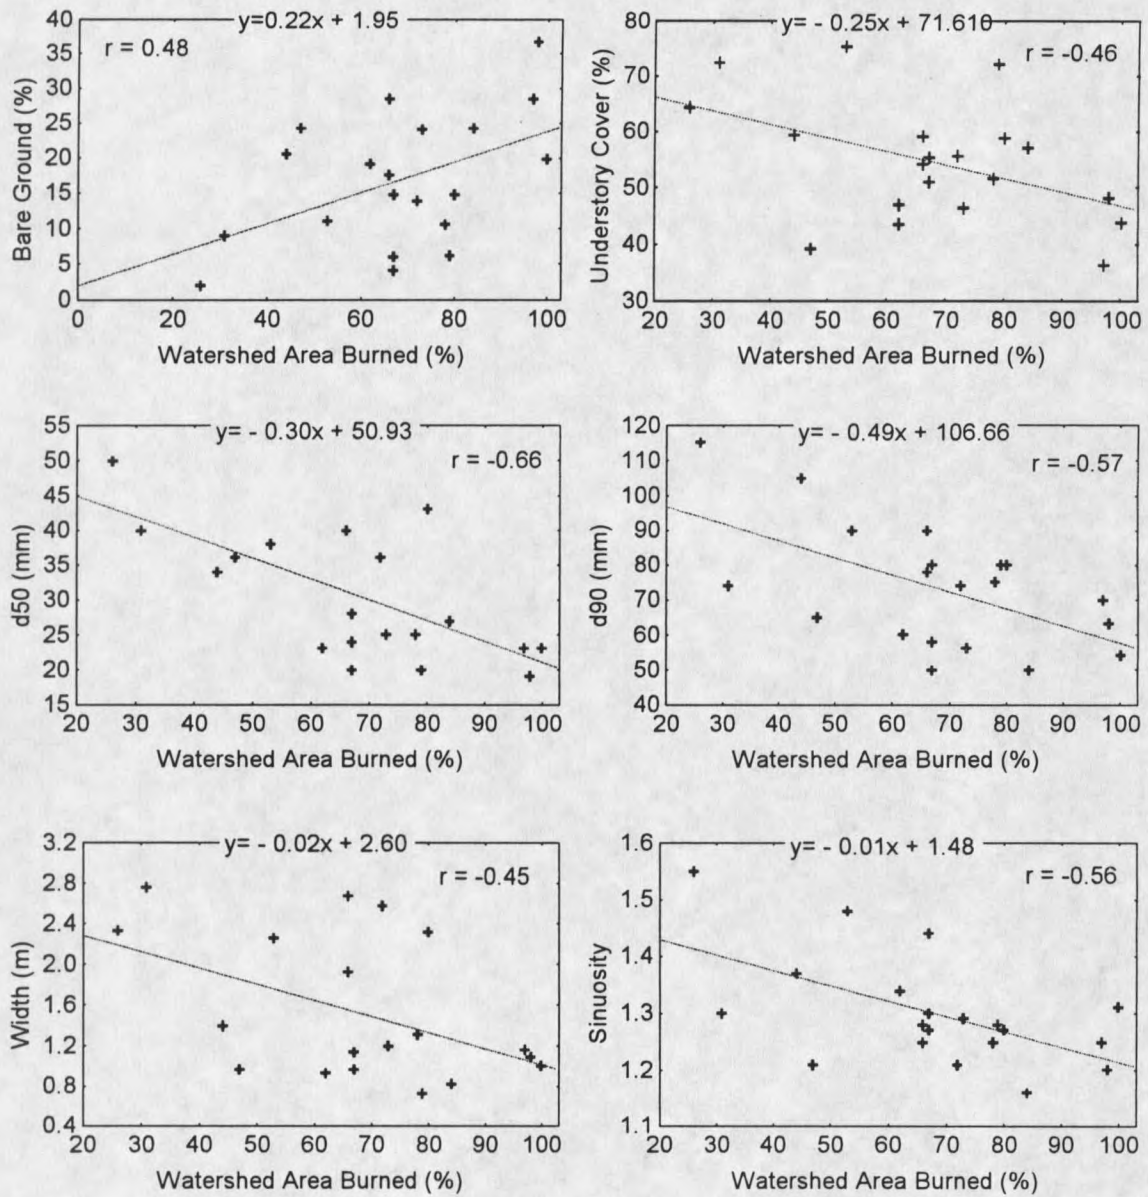 y=0.22x + 1.95
r = 0.48
40
35
30
25
20
15
10
5
0
Bare Ground (%)
0 20 40 60 80 100
Watershed Area Burned (%)
y= - 0.25x + 71.610
r = -0.46
80
70
60
50
40
30
Understory Cover (%)
20 30 40 50 60 70 80 90 100
Watershed Area Burned (%)
y= - 0.30x + 50.93
r = -0.66
55
50
45
40
35
30
25
20
15
d50 (mm)
20 30 40 50 60 70 80 90 100
Watershed Area Burned (%)
y= - 0.49x + 106.66
r = -0.57
120
110
100
90
80
70
60
50
40
d90 (mm)
20 30 40 50 60 70 80 90 100
Watershed Area Burned (%)
y= - 0.02x + 2.60
r = -0.45
3.2
2.8
2.4
2.0
1.6
1.2
0.8
0.4
Width (m)
20 30 40 50 60 70 80 90 100
Watershed Area Burned (%)
y= - 0.01x + 1.48
r = -0.56
1.6
1.5
1.4
1.3
1.2
1.1
Sinuosity
20 30 40 50 60 70 80 90 100
Watershed Area Burned (%)